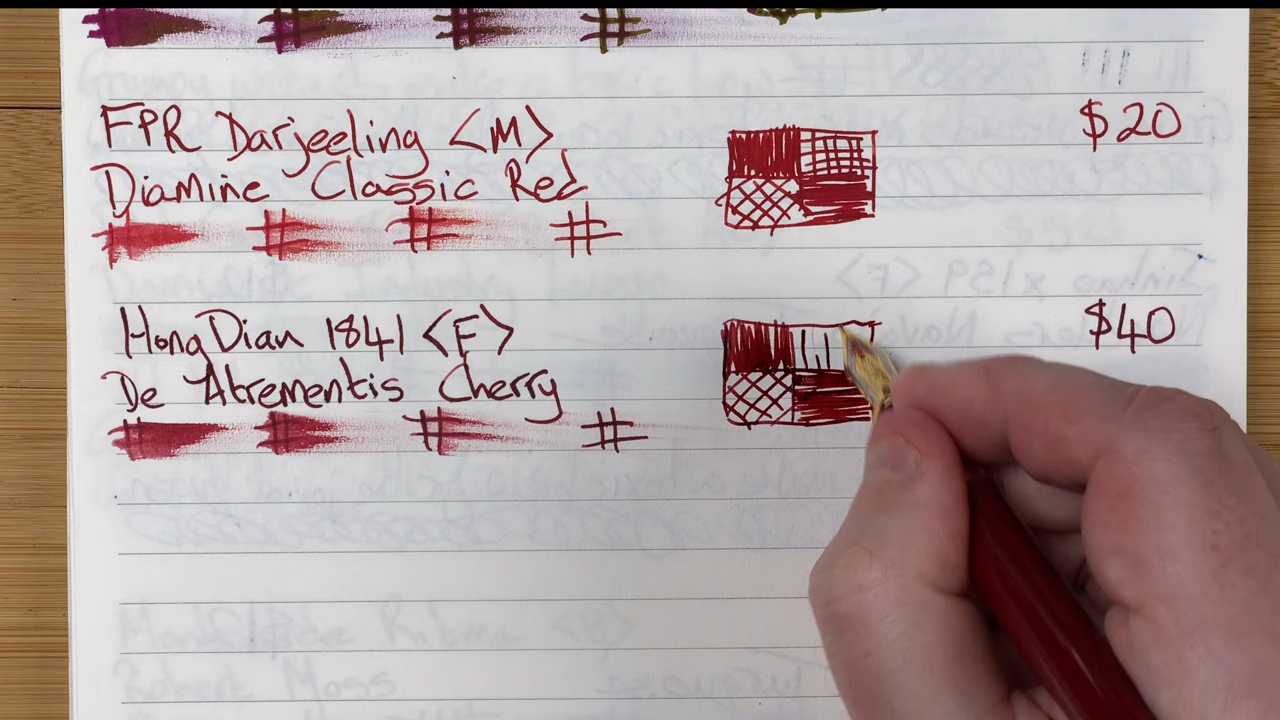 FPR Darjeeling <M> $20
Diamine Classic Red
HongDian 1841 <F> $40
De Atrementis Cherry